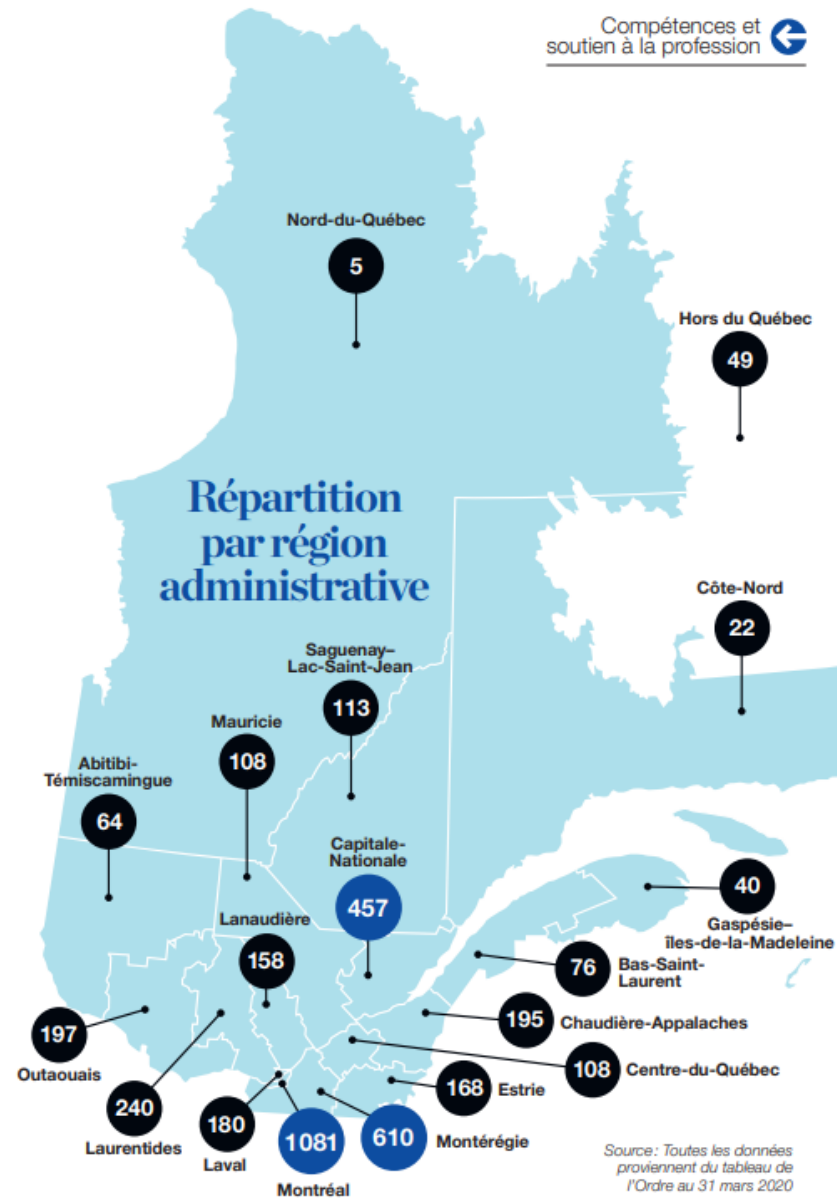 Compétences et
soutien à la profession
Nord-du-Québec
5
Hors du Québec
49
Répartition
par région
administrative
Côte-Nord
22
Saguenay–
Lac-Saint-Jean
113
Mauricie
108
Abitibi-
Témiscamingue
64
Capitale-
Nationale
457
Lanaudière
158
40
Gaspésie–
îles-de-la-Madeleine
76
Bas-Saint-
Laurent
195
Chaudière-Appalaches
108
Centre-du-Québec
168
Estrie
197
Outaouais
240
Laurentides
180
Laval
1081
Montréal
610
Montérégie
Source : Toutes les données
proviennent du tableau de
l'Ordre au 31 mars 2020